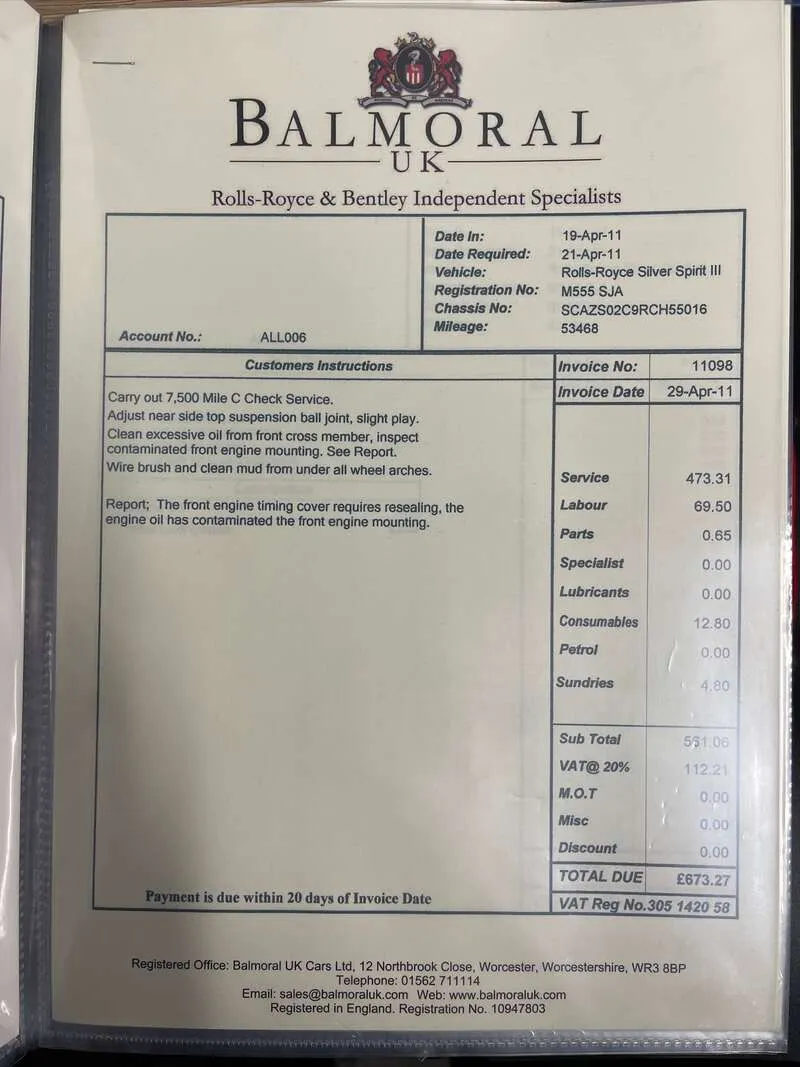 BALMORAL
UK
Rolls-Royce & Bentley Independent Specialists
Date In: 19-Apr-11
Date Required: 21-Apr-11
Vehicle: Rolls-Royce Silver Spirit III
Registration No: M555 SJA
Chassis No: SCAZS02C9RCH55016
Mileage: 53468
Account No.: ALL006
Customers Instructions
Invoice No: 11098
Invoice Date 29-Apr-11
Carry out 7,500 Mile C Check Service.
Adjust near side top suspension ball joint, slight play.
Clean excessive oil from front cross member, inspect
contaminated front engine mounting. See Report.
Wire brush and clean mud from under all wheel arches.
Report; The front engine timing cover requires resealing, the
engine oil has contaminated the front engine mounting.
Service 473.31
Labour 69.50
Parts 0.65
Specialist 0.00
Lubricants 0.00
Consumables 12.80
Petrol 0.00
Sundries 4.80
Sub Total 561.06
VAT@ 20% 112.21
M.O.T 0.00
Misc 0.00
Discount 0.00
TOTAL DUE £673.27
Payment is due within 20 days of Invoice Date
VAT Reg No.305 1420 58
Registered Office: Balmoral UK Cars Ltd, 12 Northbrook Close, Worcester, Worcestershire, WR3 8BP
Telephone: 01562 711114
Email: sales@balmoraluk.com Web: www.balmoraluk.com
Registered in England. Registration No. 10947803